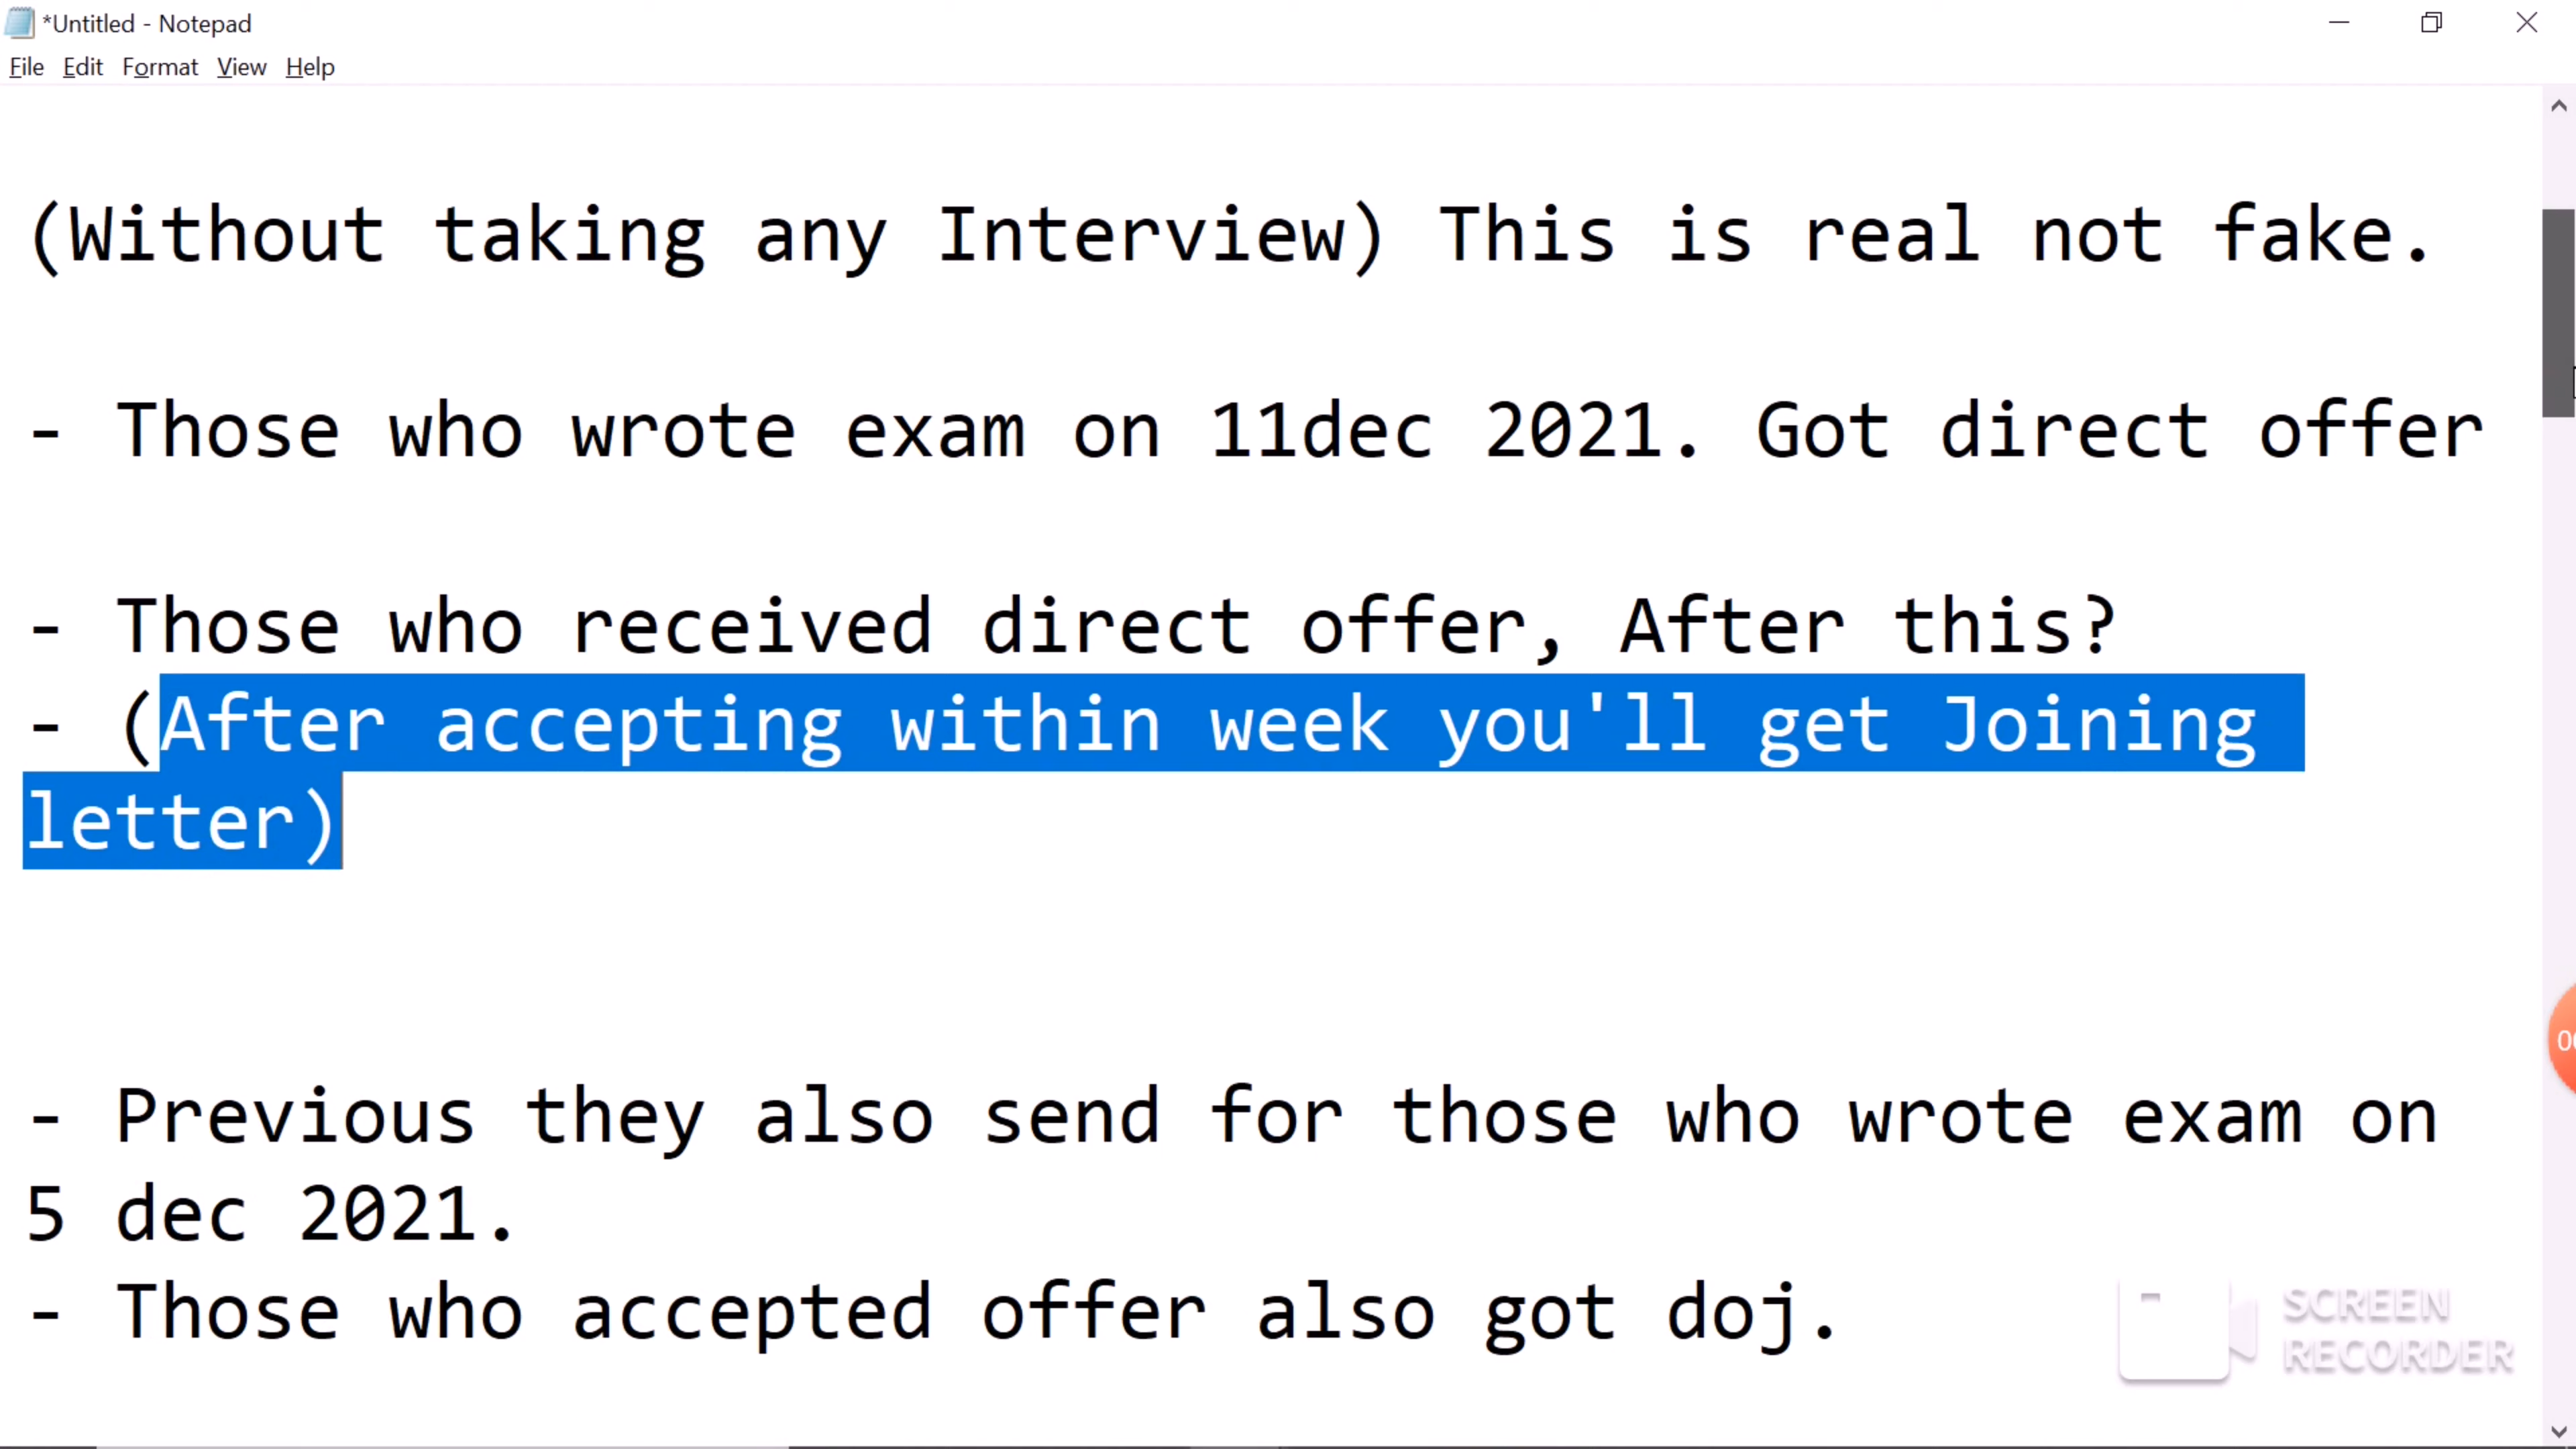 *Untitled - Notepad
File Edit Format View Help
(Without taking any Interview) This is real not fake.
- Those who wrote exam on 11dec 2021. Got direct offer
- Those who received direct offer, After this?
- (After accepting within week you'll get Joining
letter)
- Previous they also send for those who wrote exam on
5 dec 2021.
- Those who accepted offer also got doj.
SCREEN
RECORDER